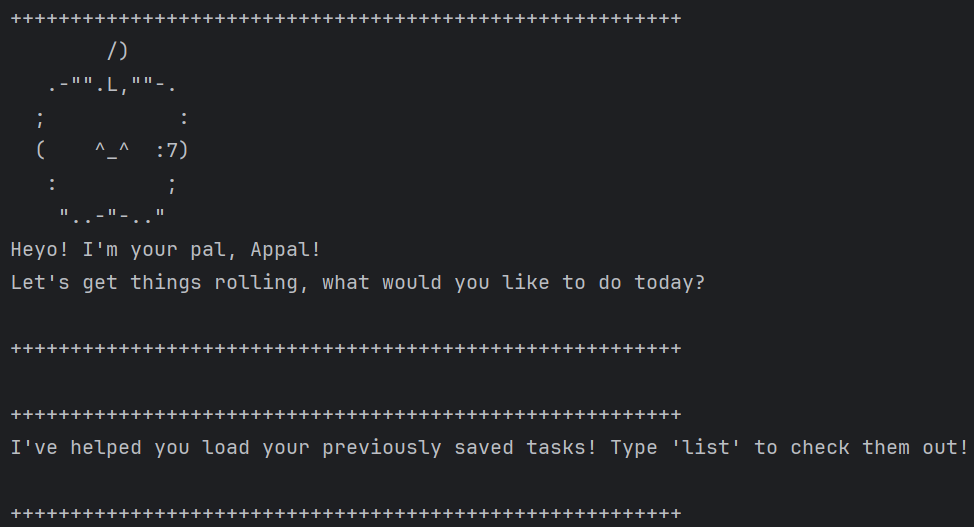 ++++++++++++++++++++++++++++++++++++++++++++++++++++++++
        /)
   .-"".L,""-.
  ;           :
  (    ^_^  :7)
   :         ;
    "..-"-.."
Heyo! I'm your pal, Appal!
Let's get things rolling, what would you like to do today?

++++++++++++++++++++++++++++++++++++++++++++++++++++++++

++++++++++++++++++++++++++++++++++++++++++++++++++++++++
I've helped you load your previously saved tasks! Type 'list' to check them out!

++++++++++++++++++++++++++++++++++++++++++++++++++++++++